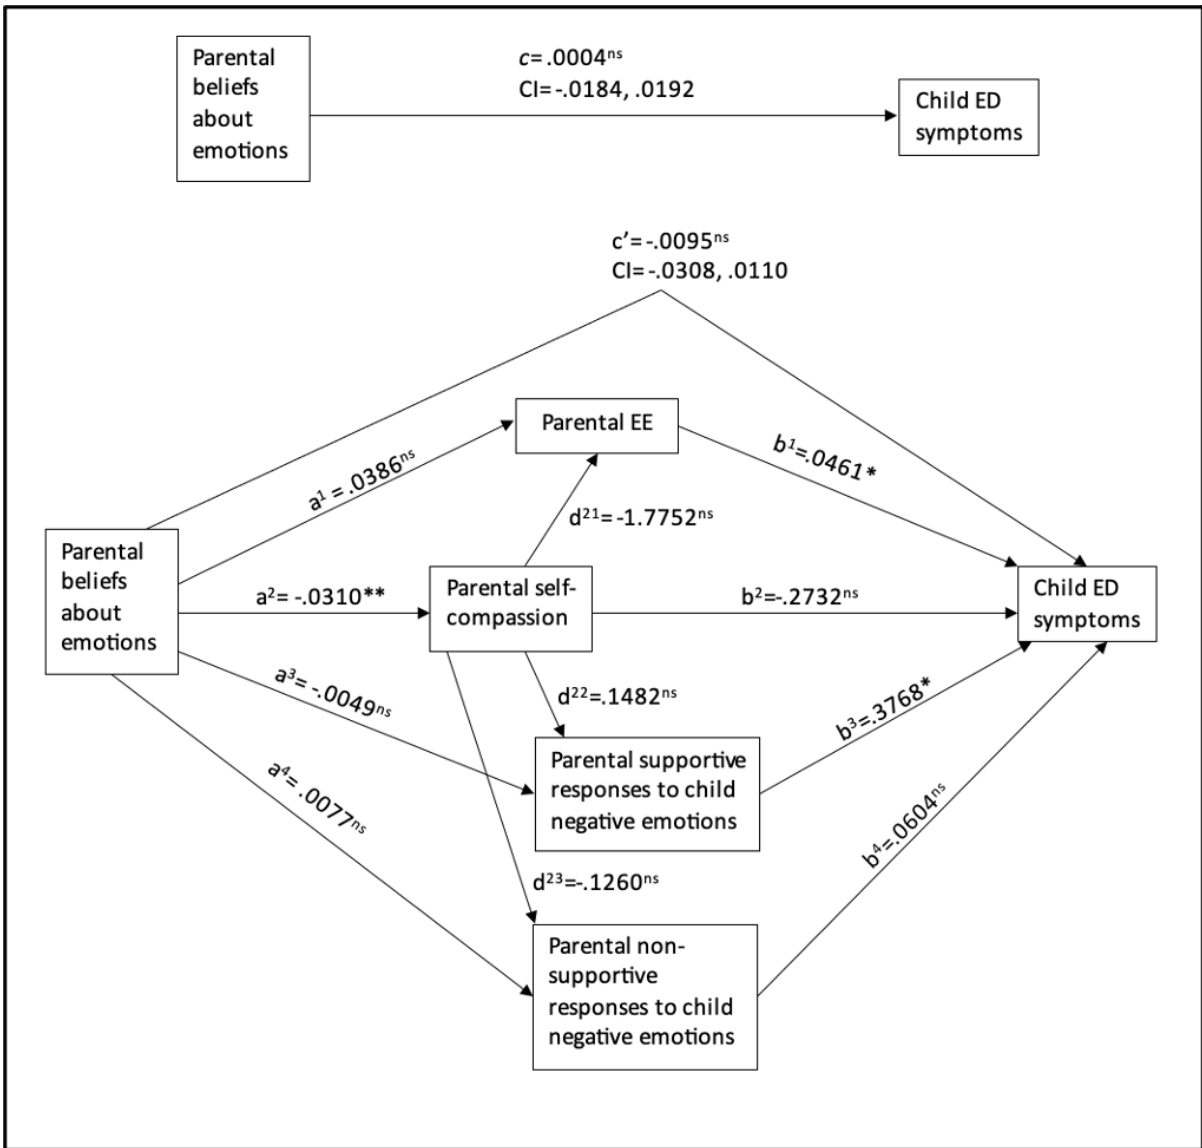 Parental
beliefs
about
emotions
c= .0004ⁿˢ
CI= -.0184, .0192
Child ED
symptoms
c’= -.0095ⁿˢ
CI= -.0308, .0110
Parental EE
a¹ = .0386ⁿˢ
b¹=.0461*
d²¹= -1.7752ⁿˢ
Parental
beliefs
about
emotions
a²= -.0310**
Parental self-
compassion
b²=-.2732ⁿˢ
Child ED
symptoms
a³= -.0049ⁿˢ
d²²=.1482ⁿˢ
b³=.3768*
Parental supportive
responses to child
negative emotions
a⁴= .0077ⁿˢ
b⁴=.0604ⁿˢ
d²³=-.1260ⁿˢ
Parental non-
supportive
responses to child
negative emotions